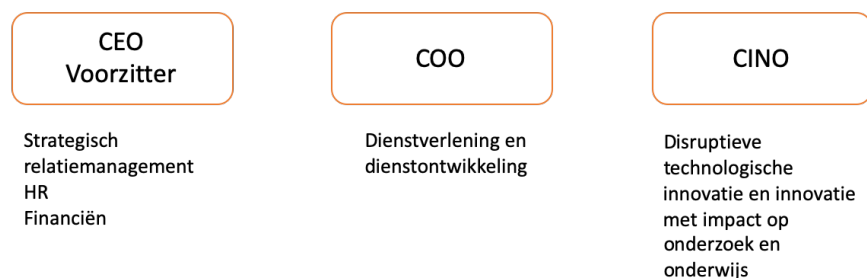 CEO
Voorzitter
COO
CINO
Strategisch
relatiemanagement
HR
Financiën
Dienstverlening en
dienstontwikkeling
Disruptieve
technologische
innovatie en innovatie
met impact op
onderzoek en
onderwijs